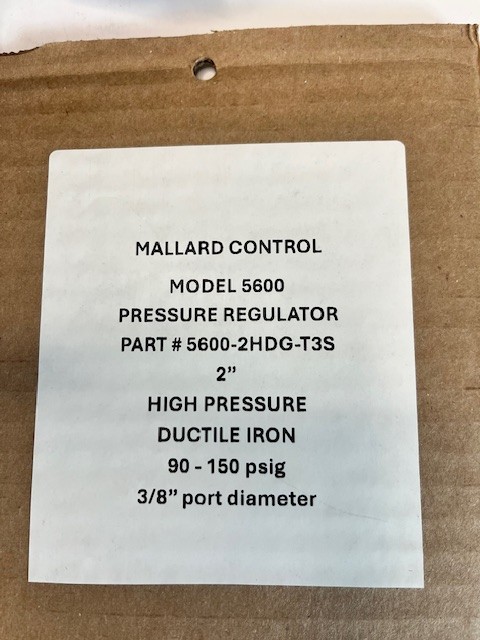 MALLARD CONTROL
MODEL 5600
PRESSURE REGULATOR
PART # 5600-2HDG-T3S
2”
HIGH PRESSURE
DUCTILE IRON
90 - 150 psig
3/8” port diameter